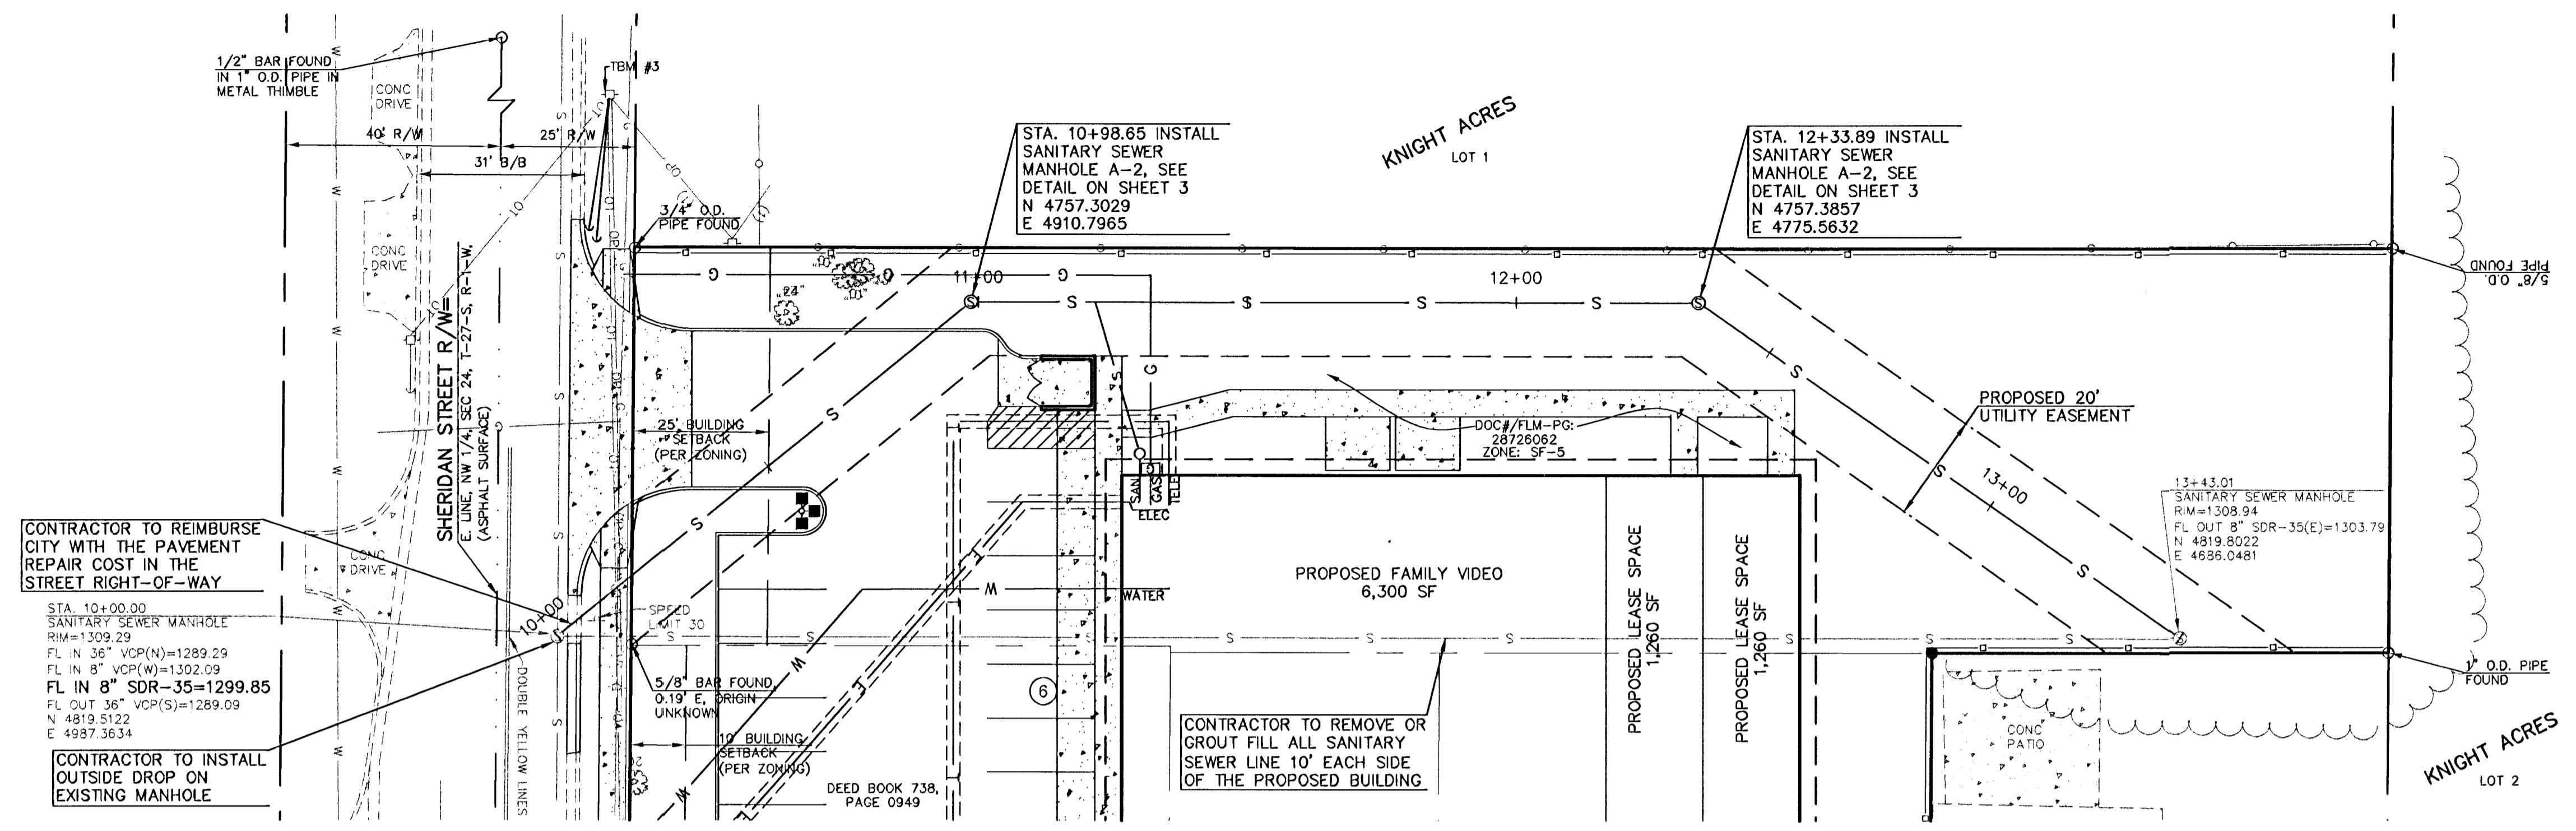 1/2" BAR FOUND
IN 1" O.D. PIPE IN
METAL THIMBLE
CONC
DRIVE
TBM #3
40' R/W
25' R/W
31' B/B
3/4" O.D.
PIPE FOUND
STA. 10+98.65 INSTALL
SANITARY SEWER
MANHOLE A-2, SEE
DETAIL ON SHEET 3
N 4757.3029
E 4910.7965
KNIGHT ACRES
LOT 1
STA. 12+33.89 INSTALL
SANITARY SEWER
MANHOLE A-2, SEE
DETAIL ON SHEET 3
N 4757.3857
E 4775.5632
5/8" O.D.
PIPE FOUND
CONC
DRIVE
SHERIDAN STREET R/W=
E. LINE, NW 1/4, SEC 24, T-27-S, R-1-W,
(ASPHALT SURFACE)
11+00
12+00
24"
PROPOSED 20'
UTILITY EASEMENT
25' BUILDING
SETBACK
(PER ZONING)
DOC#/FLM-PG:
28726062
ZONE: SF-5
SAN
GAS
TELE
ELEC
13+00
13+43.01
SANITARY SEWER MANHOLE
RIM=1308.94
FL OUT 8" SDR-35(E)=1303.79
N 4819.8022
E 4686.0481
CONTRACTOR TO REIMBURSE
CITY WITH THE PAVEMENT
REPAIR COST IN THE
STREET RIGHT-OF-WAY
CONC
DRIVE
STA. 10+00.00
SANITARY SEWER MANHOLE
RIM=1309.29
FL IN 36" VCP(N)=1289.29
FL IN 8" VCP(W)=1302.09
FL IN 8" SDR-35=1299.85
FL OUT 36" VCP(S)=1289.09
N 4819.5122
E 4987.3634
10+00
SPEED
LIMIT 30
WATER
PROPOSED FAMILY VIDEO
6,300 SF
PROPOSED LEASE SPACE
1,260 SF
PROPOSED LEASE SPACE
1,260 SF
DOUBLE YELLOW LINES
5/8" BAR FOUND,
0.19' E, ORIGIN
UNKNOWN
6
1" O.D. PIPE
FOUND
CONTRACTOR TO INSTALL
OUTSIDE DROP ON
EXISTING MANHOLE
10' BUILDING
SETBACK
(PER ZONING)
DEED BOOK 738,
PAGE 0949
CONTRACTOR TO REMOVE OR
GROUT FILL ALL SANITARY
SEWER LINE 10' EACH SIDE
OF THE PROPOSED BUILDING
CONC
PATIO
KNIGHT ACRES
LOT 2